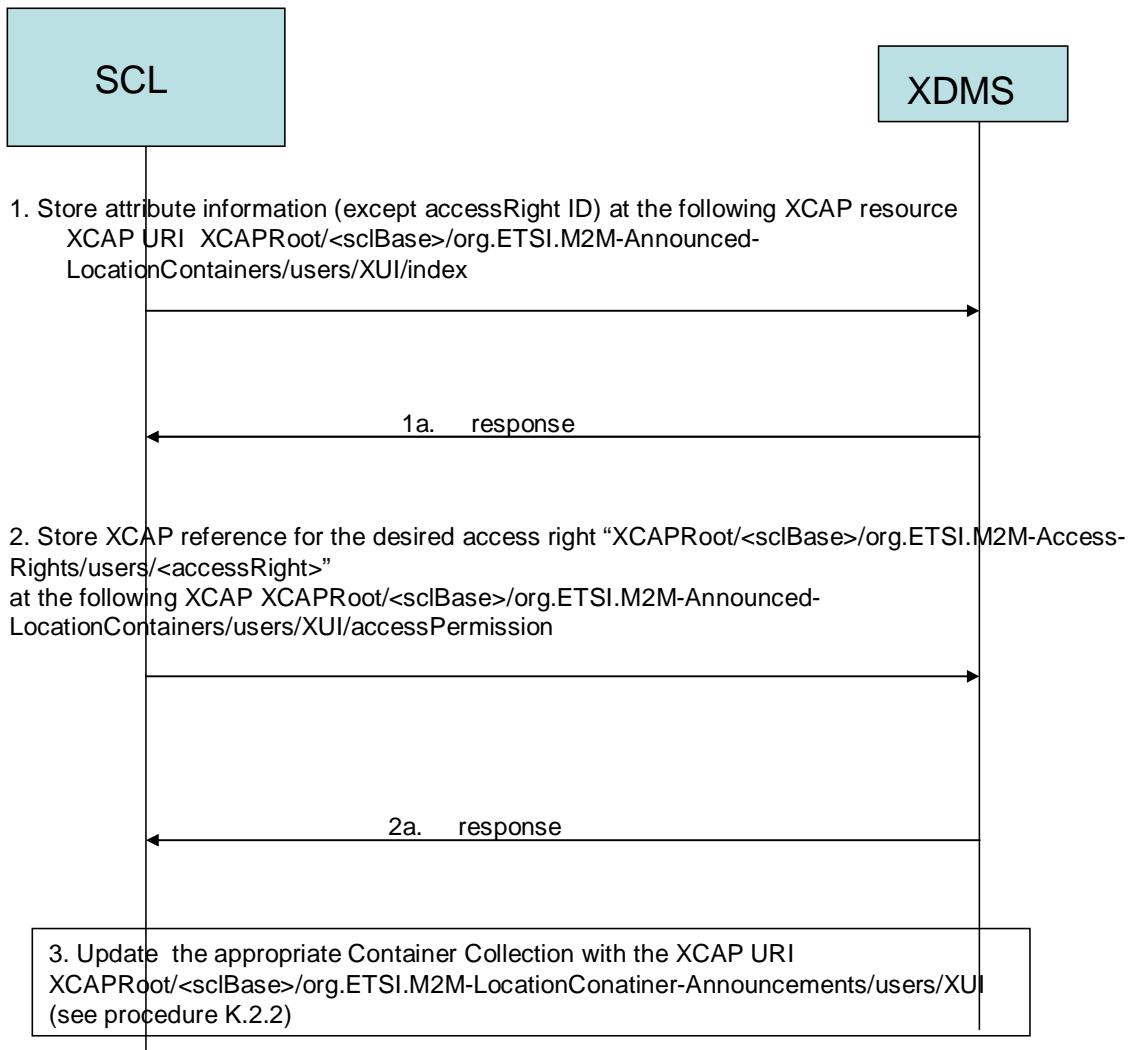 SCL
XDMS
1. Store attribute information (except accessRight ID) at the following XCAP resource
XCAP URI XCAPRoot/<sclBase>/org.ETSI.M2M-Announced-
LocationContainers/users/XUI/index
1a. response
2. Store XCAP reference for the desired access right “XCAPRoot/<sclBase>/org.ETSI.M2M-Access-
Rights/users/<accessRight>”
at the following XCAP XCAPRoot/<sclBase>/org.ETSI.M2M-Announced-
LocationContainers/users/XUI/accessPermission
2a. response
3. Update the appropriate Container Collection with the XCAP URI
XCAPRoot/<sclBase>/org.ETSI.M2M-LocationConatiner-Announcements/users/XUI
(see procedure K.2.2)